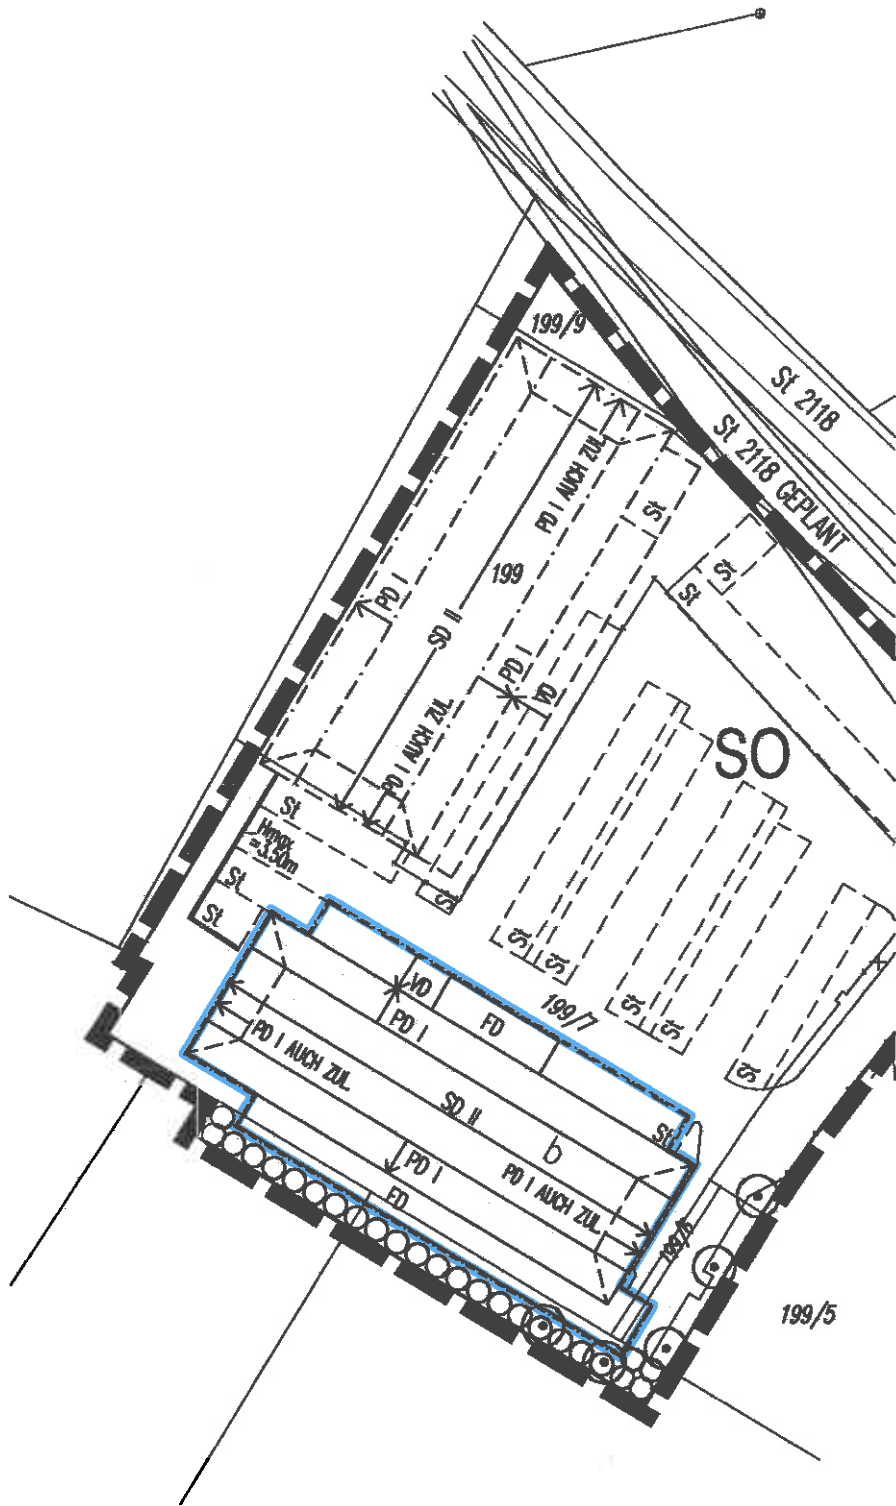 199/9
St 2118
St 2118 GEPLANT
PD I AUCH ZUL
St
St
St
199
PD I
SD II
PD I
VD
PD I AUCH ZUL
SO
St
Hmax
=3.50m
St
St
St
St
St
St
St
St
VD
FD
199/7
PD I
PD I AUCH ZUL
SD II
b
St
PD I
PD I AUCH ZUL
FD
199/6
199/5